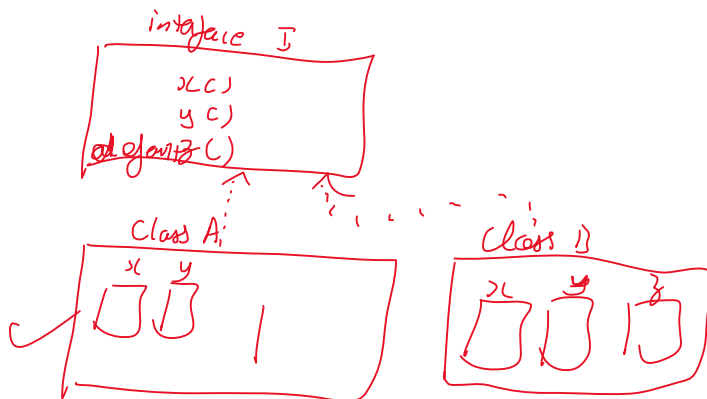 interface I
x()
y()
default z()
Class A
x y
Class B
x y z